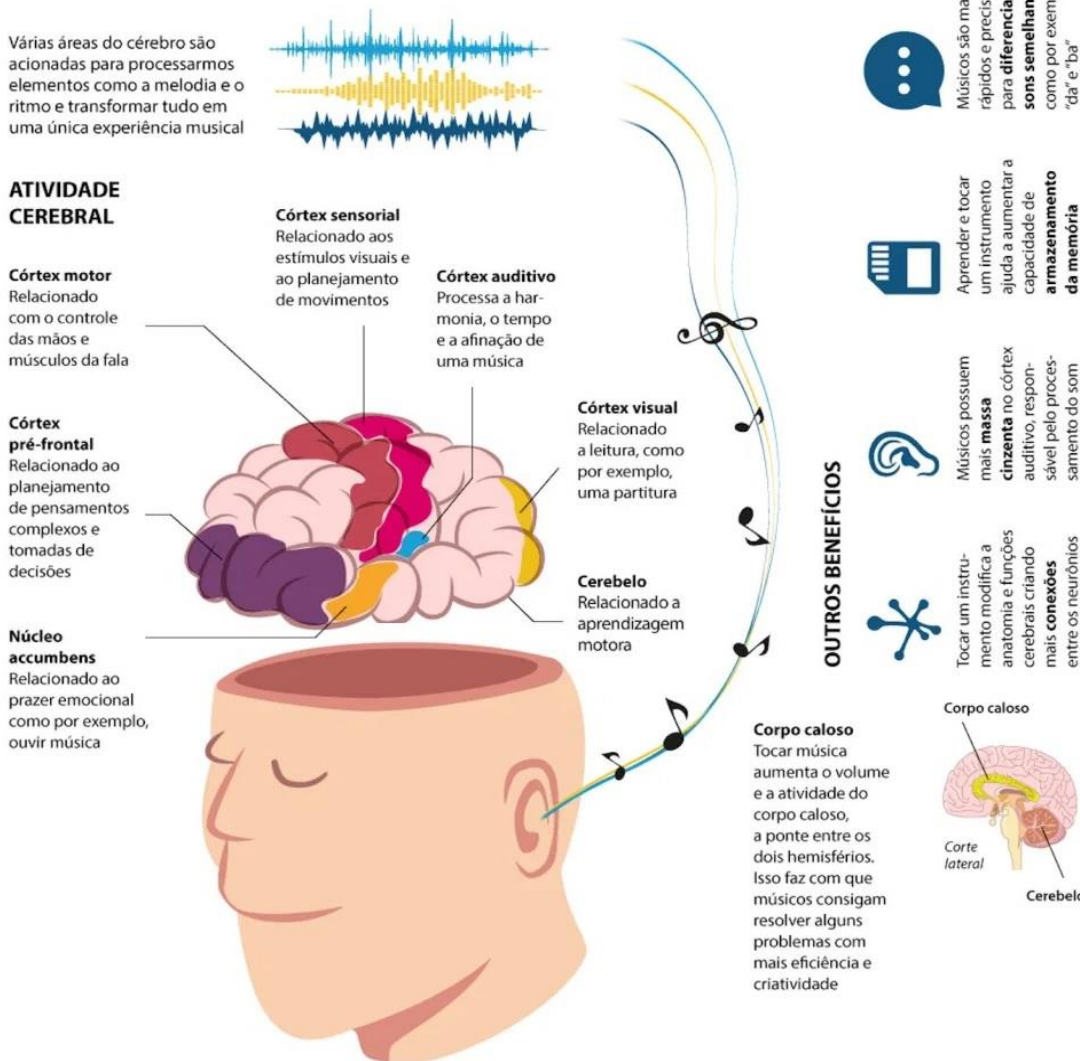 Várias áreas do cérebro são
acionadas para processarmos
elementos como a melodia e o
ritmo e transformar tudo em
uma única experiência musical
ATIVIDADE
CEREBRAL
Córtex motor
Relacionado
com o controle
das mãos e
músculos da fala
Córtex sensorial
Relacionado aos
estímulos visuais e
ao planejamento
de movimentos
Córtex auditivo
Processa a har-
monia, o tempo
e a afinação de
uma música
Córtex
pré-frontal
Relacionado ao
planejamento
de pensamentos
complexos e
tomadas de
decisões
Córtex visual
Relacionado
a leitura, como
por exemplo,
uma partitura
Núcleo
accumbens
Relacionado ao
prazer emocional
como por exemplo,
ouvir música
Cerebelo
Relacionado a
aprendizagem
motora
OUTROS BENEFÍCIOS
Tocar um instru-
mento modifica a
anatomia e funções
cerebrais criando
mais conexões
entre os neurônios
Músicos possuem
mais massa
cinzenta no córtex
auditivo, respon-
sável pelo proces-
samento do som
Aprender e tocar
um instrumento
ajuda a aumentar a
capacidade de
armazenamento
da memória
Músicos são
rápidos e
para
sons
como por
"da" e "ba"
Corpo caloso
Tocar música
aumenta o volume
e a atividade do
corpo caloso,
a ponte entre os
dois hemisférios.
Isso faz com que
músicos consigam
resolver alguns
problemas com
mais eficiência e
criatividade
Corpo caloso
Corte
lateral
Cerebelo